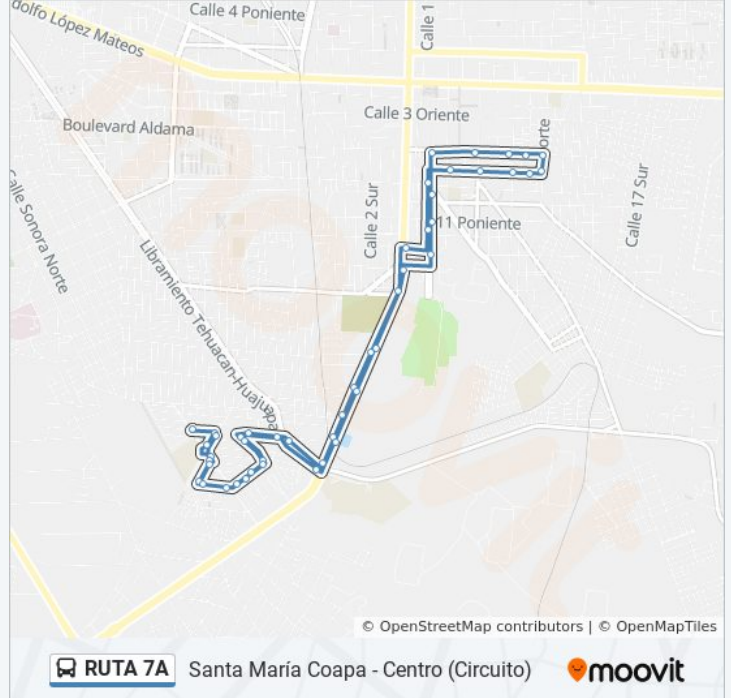 dolfo López Mateos
Calle 4 Poniente
Calle 1
Calle 3 Oriente
Boulevard Aldama
orte
Calle 17 Sur
Calle 2 Sur
11 Poniente
alle Sonora Norte
Libramiento Tehuacan-Huajuapa
© OpenStreetMap contributors | © OpenMapTiles
RUTA 7A Santa María Coapa - Centro (Circuito) moovit